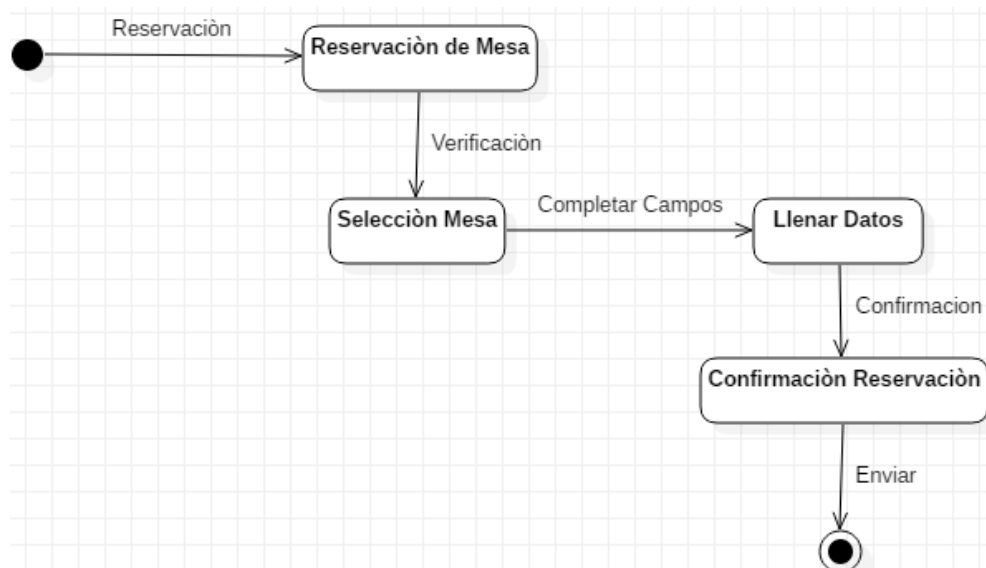 Reservaciòn
Reservaciòn de Mesa
Verificaciòn
Selecciòn Mesa
Completar Campos
Llenar Datos
Confirmacion
Confirmaciòn Reservaciòn
Enviar